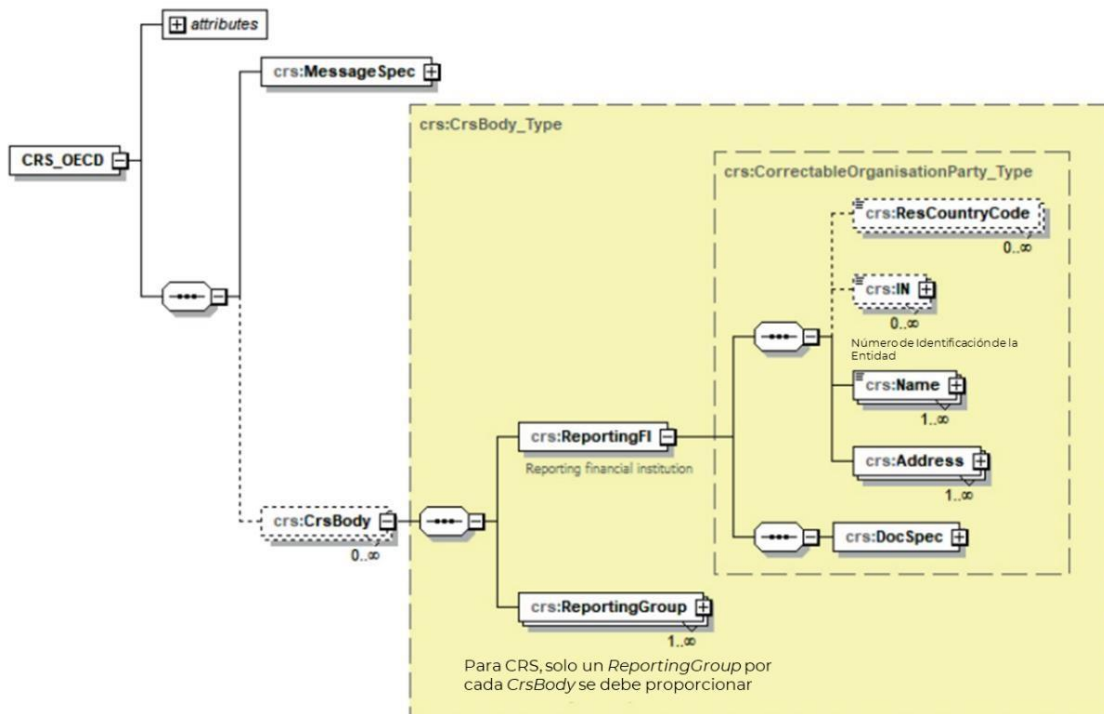 attributes
crs:MessageSpec
crs:CrsBody_Type
CRS_OECD
crs:CorrectableOrganisationParty_Type
crs:ResCountryCode
0..∞
crs:IN
0..∞
Número de Identificación de la
Entidad
crs:Name
1..∞
crs:ReportingFI
Reporting financial institution
crs:Address
1..∞
crs:CrsBody
0..∞
crs:DocSpec
crs:ReportingGroup
1..∞
Para CRS, solo un ReportingGroup por
cada CrsBody se debe proporcionar